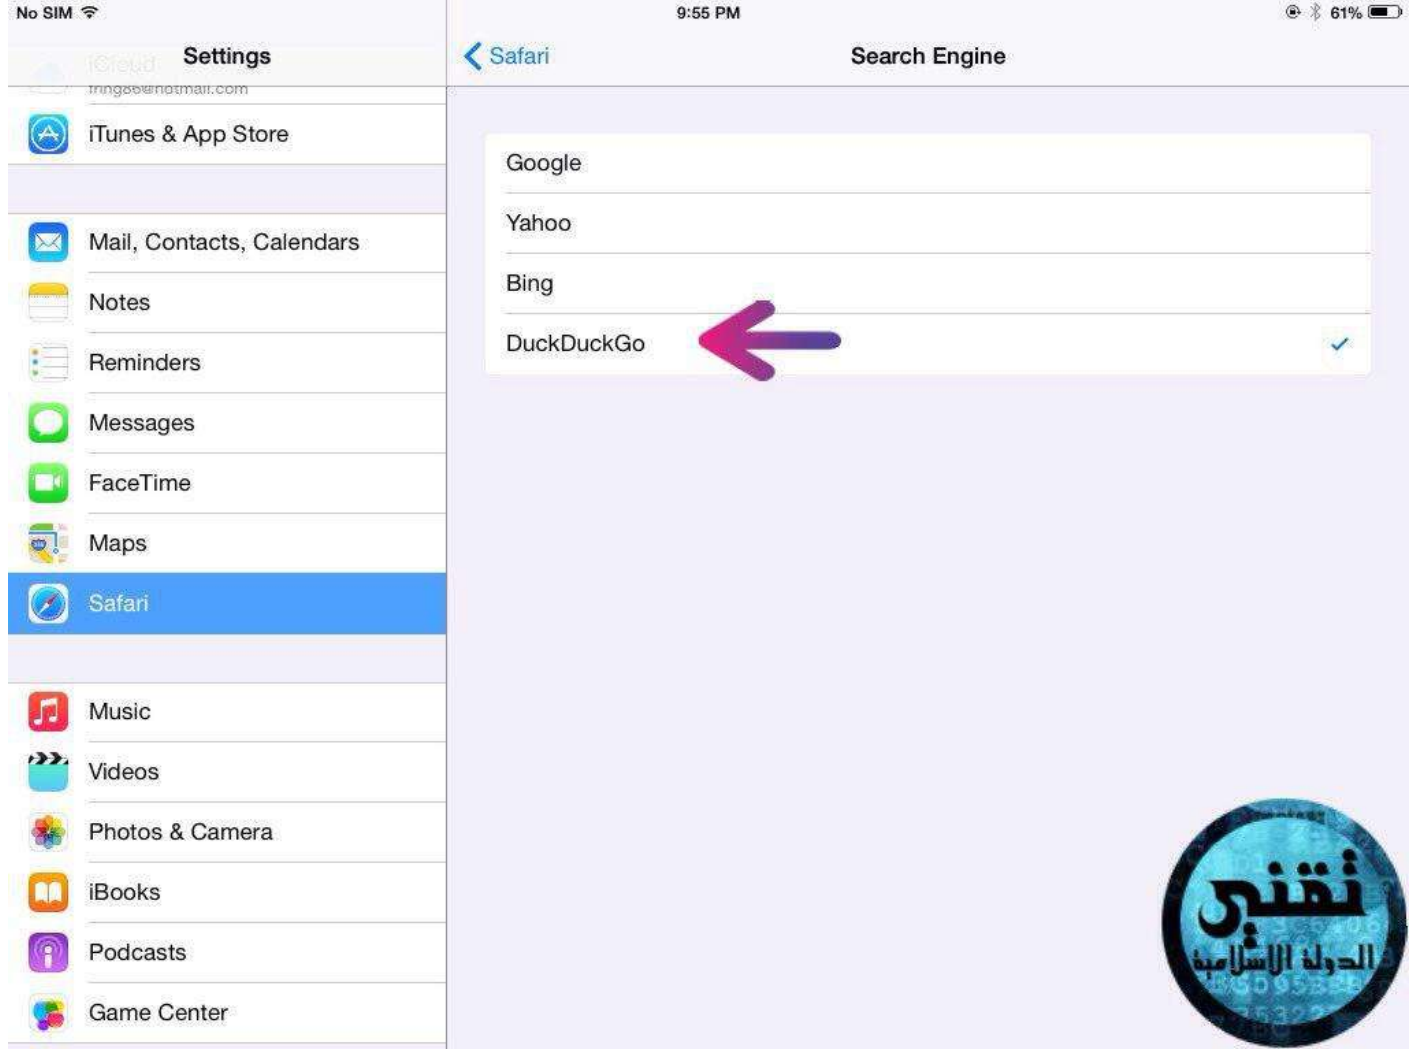 No SIM
9:55 PM
61%
Settings
iCloud
Safari
Search Engine
iTunes & App Store
Mail, Contacts, Calendars
Notes
Reminders
Messages
FaceTime
Maps
Safari
Music
Videos
Photos & Camera
iBooks
Podcasts
Game Center
Google
Yahoo
Bing
DuckDuckGo
تقني
الدولة الإسلامية